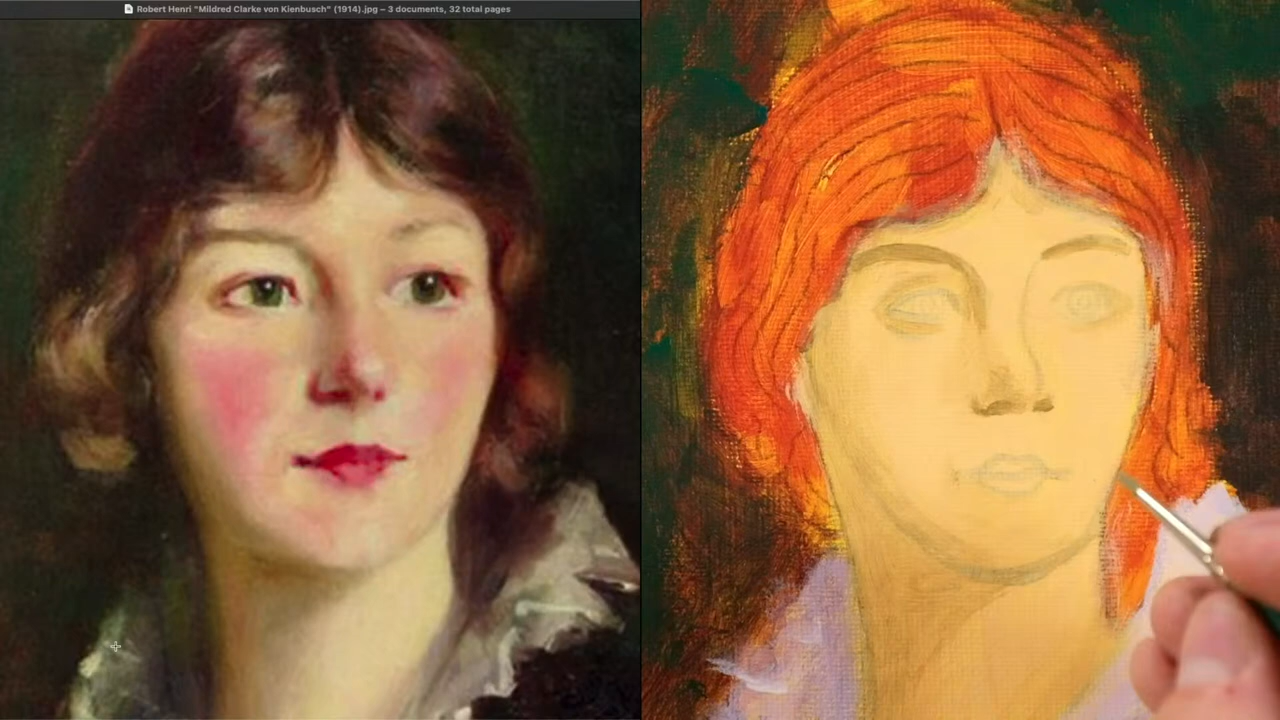 Robert Henri "Mildred Clarke von Kienbusch" (1914).jpg – 3 documents, 32 total pages